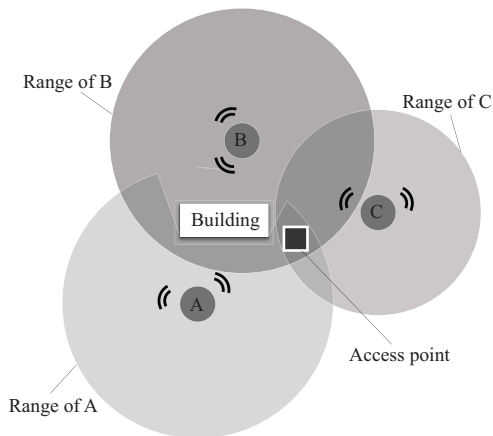 Range of B
Range of C
B
C
Building
A
Access point
Range of A